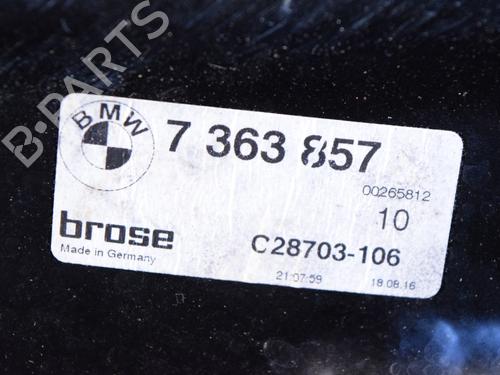 B-PARTS
BMW
7 363 857
00265812
10
brose
Made in Germany
C28703-106
21:07:59
18.08.16